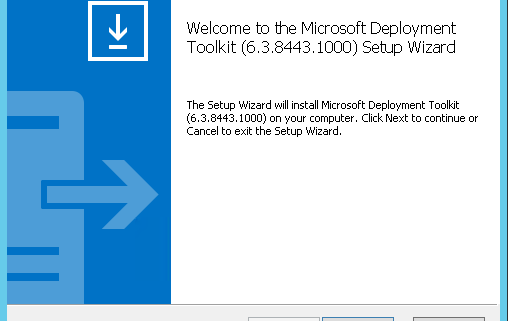 Welcome to the Microsoft Deployment
Toolkit (6.3.8443.1000) Setup Wizard
The Setup Wizard will install Microsoft Deployment Toolkit
(6.3.8443.1000) on your computer. Click Next to continue or
Cancel to exit the Setup Wizard.